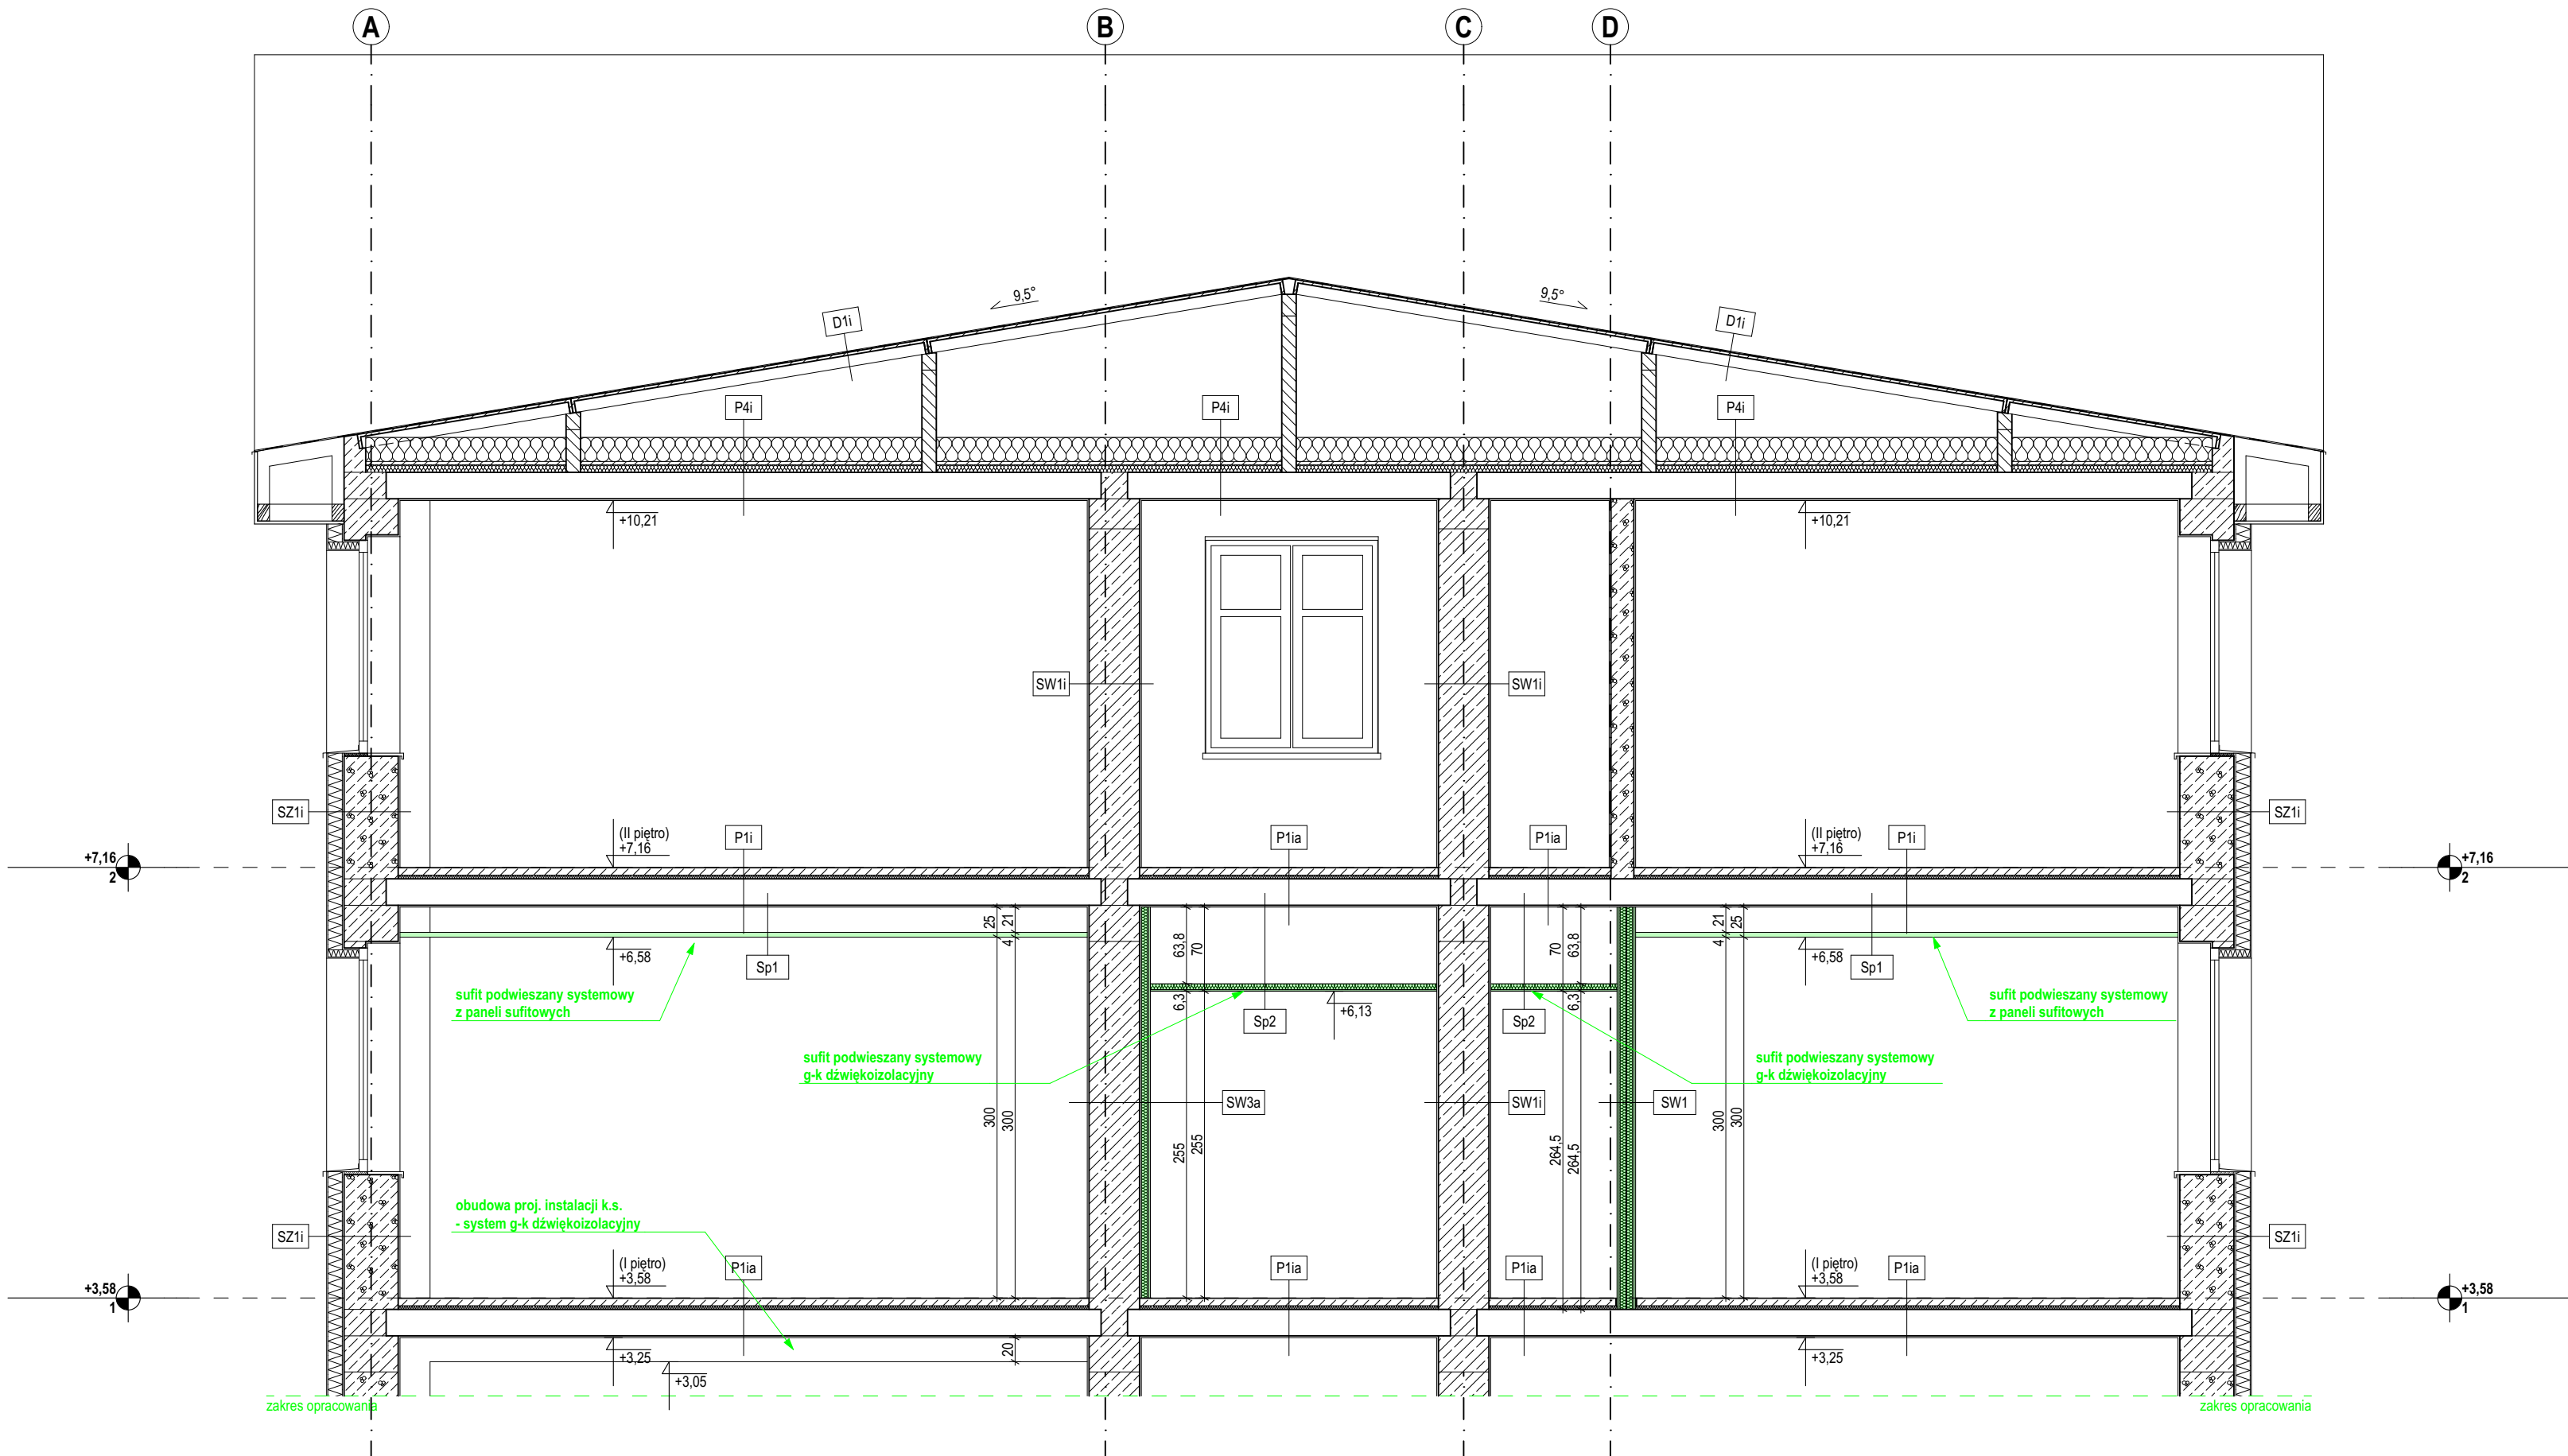 A
B
C
D
9,5°
9,5°
D1i
D1i
P4i
P4i
P4i
+10,21
+10,21
SW1i
SW1i
SZ1i
SZ1i
(II piętro)
+7,16
P1i
P1ia
P1ia
(II piętro)
+7,16
P1i
+7,16
2
+7,16
2
25
21
4
63,8
70
70
63,8
21
25
4
+6,58
Sp1
+6,58
Sp1
sufit podwieszany systemowy
z paneli sufitowych
sufit podwieszany systemowy
z paneli sufitowych
6,3
+6,13
6,3
Sp2
Sp2
sufit podwieszany systemowy
g-k dźwiękoizolacyjny
sufit podwieszany systemowy
g-k dźwiękoizolacyjny
SW3a
SW1i
SW1
300
300
255
255
264,5
264,5
300
300
obudowa proj. instalacji k.s.
- system g-k dźwiękoizolacyjny
SZ1i
SZ1i
(I piętro)
+3,58
P1ia
P1ia
P1ia
(I piętro)
+3,58
P1ia
+3,58
1
+3,58
1
+3,25
20
+3,25
+3,05
zakres opracowania
zakres opracowania